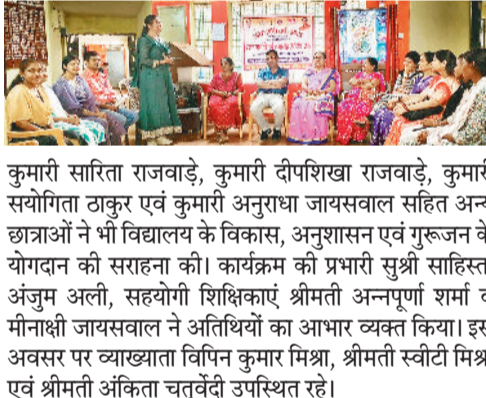 कुमारी सारिता राजवाड़े, कुमारी दीपशिखा राजवाड़े, कुमारी
सयोगिता ठाकुर एवं कुमारी अनुराधा जायसवाल सहित अन्य
छात्राओं ने भी विद्यालय के विकास, अनुशासन एवं गुरूजन के
योगदान की सराहना की। कार्यक्रम की प्रभारी सुश्री साहिस्ता
अंजुम अली, सहयोगी शिक्षिकाएं श्रीमती अन्नपूर्णा शर्मा व
मीनाक्षी जायसवाल ने अतिथियों का आभार व्यक्त किया। इस
अवसर पर व्याख्याता विपिन कुमार मिश्रा, श्रीमती स्वीटी मिश्रा
एवं श्रीमती अंकिता चतुर्वेदी उपस्थित रहे।